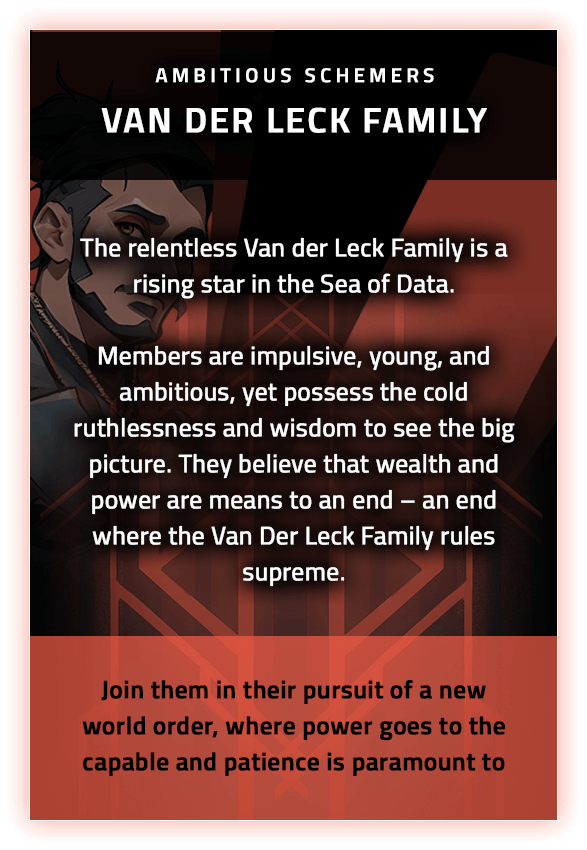 AMBITIOUS SCHEMERS
VAN DER LECK FAMILY
The relentless Van der Leck Family is a
rising star in the Sea of Data.
Members are impulsive, young, and
ambitious, yet possess the cold
ruthlessness and wisdom to see the big
picture. They believe that wealth and
power are means to an end – an end
where the Van Der Leck Family rules
supreme.
Join them in their pursuit of a new
world order, where power goes to the
capable and patience is paramount to